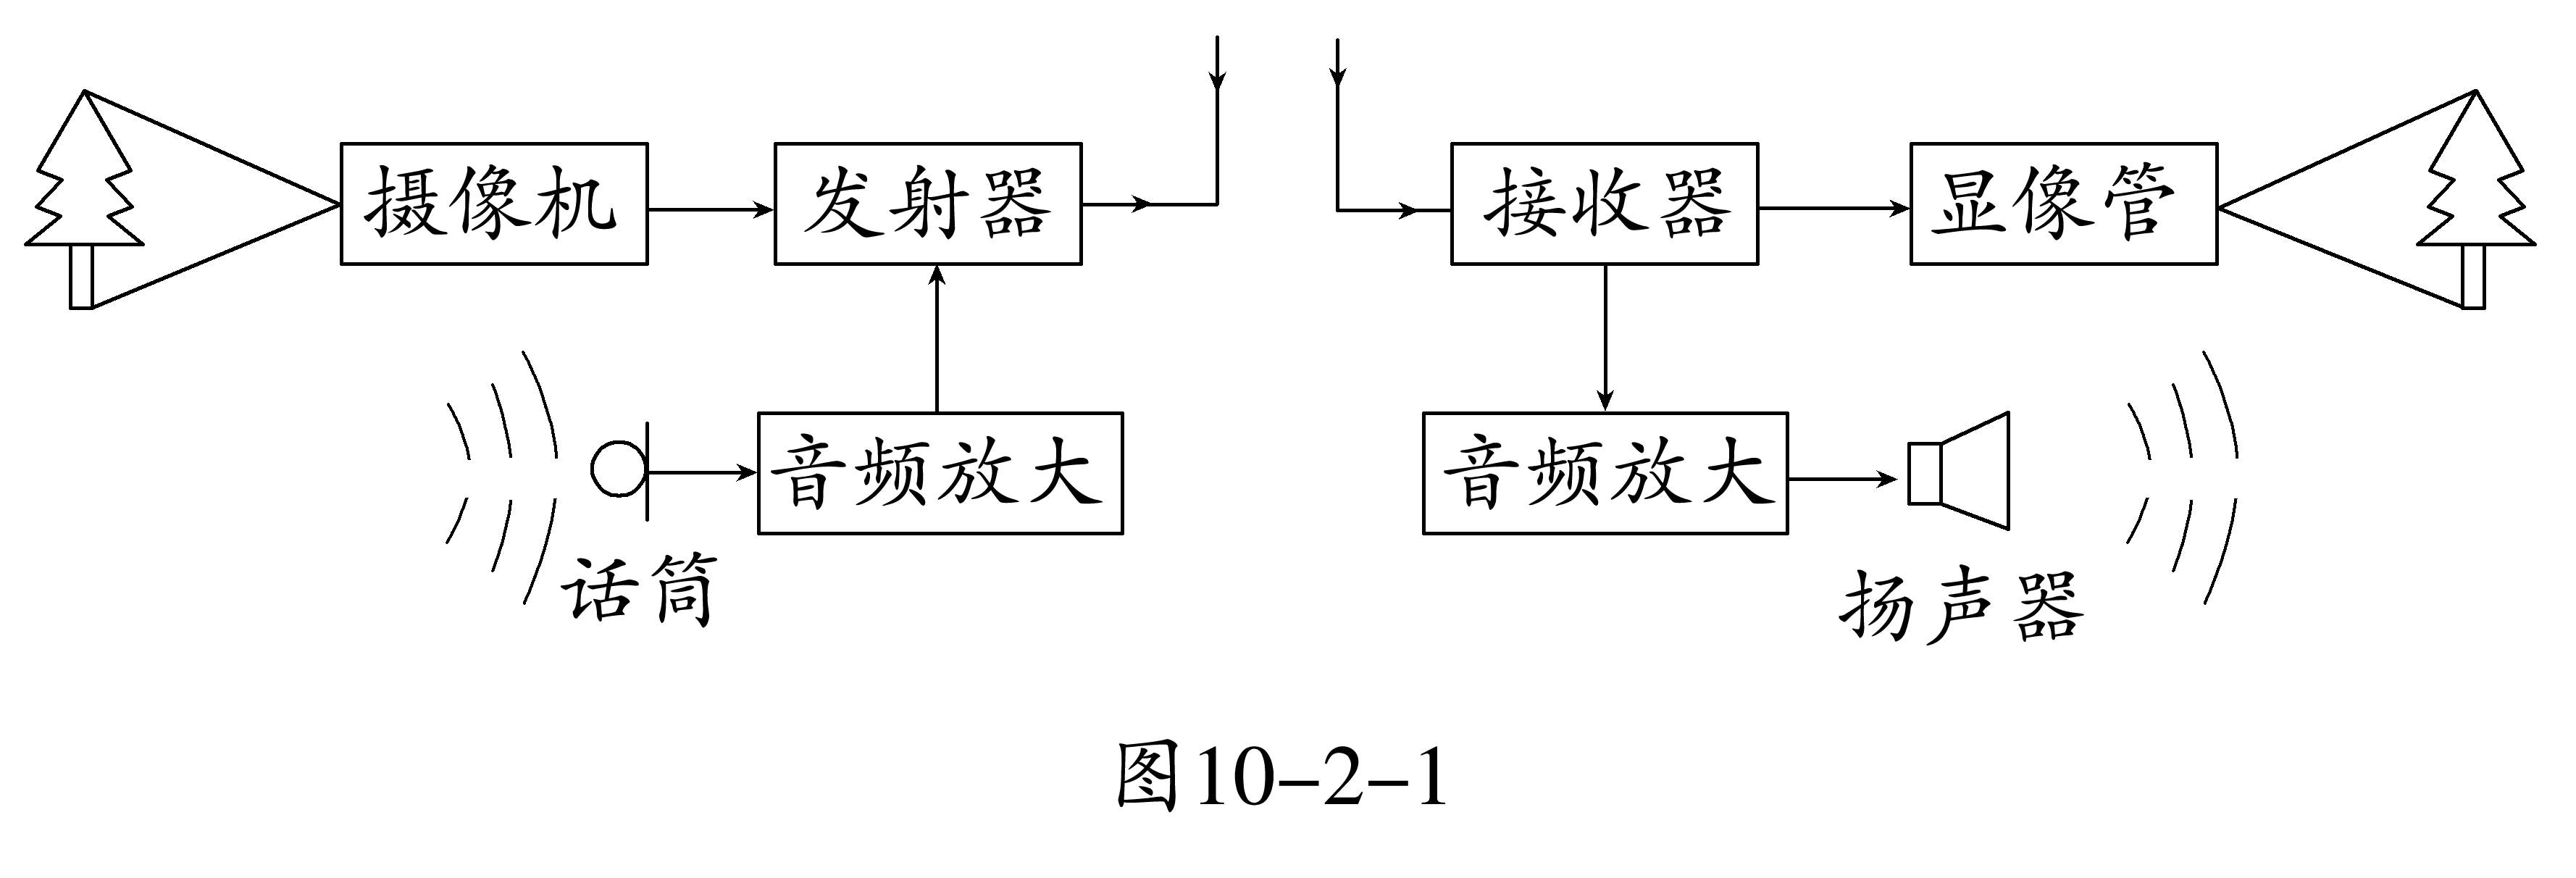 摄像机
发射器
接收器
显像管
音频放大
音频放大
话筒
扬声器
图10-2-1